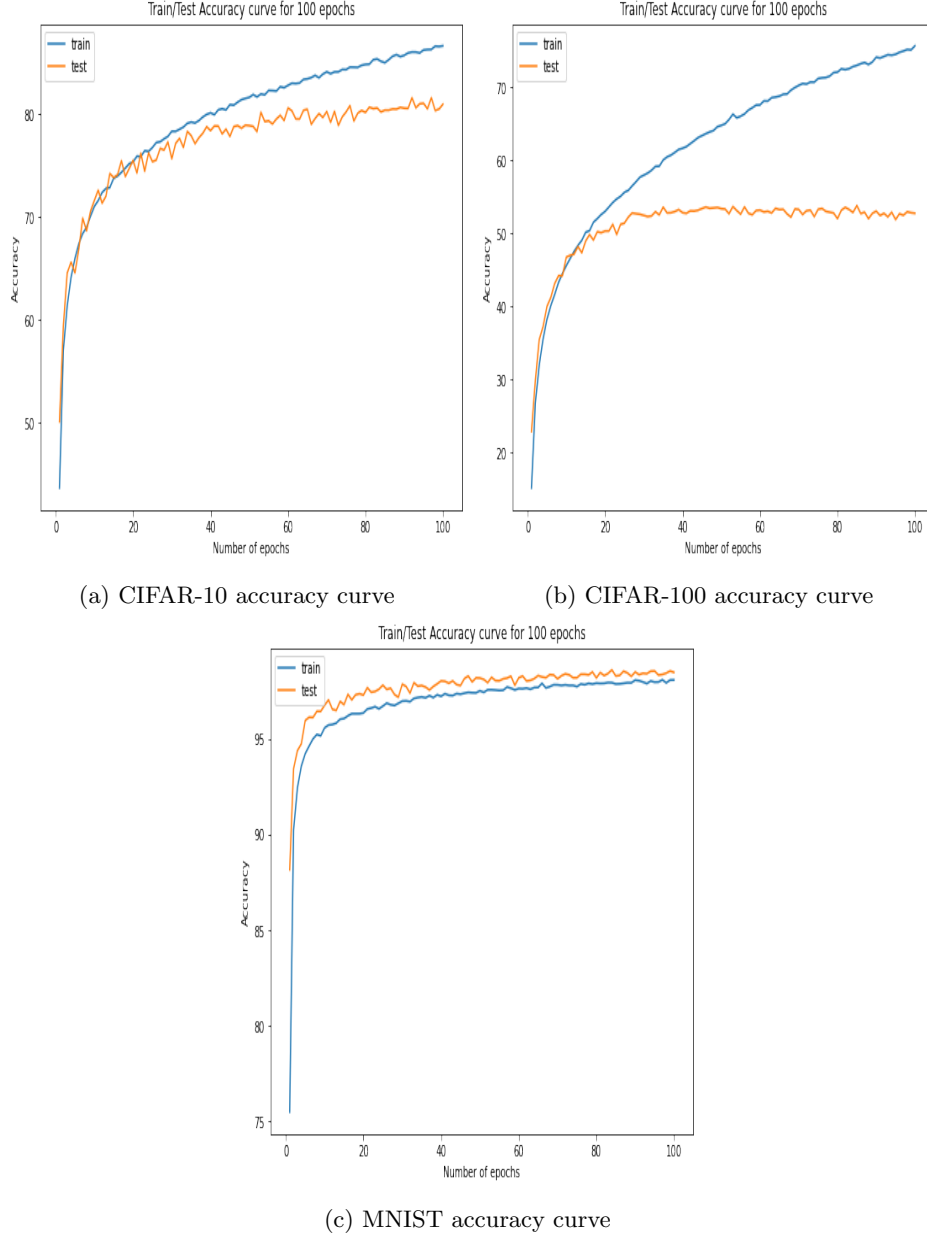 Train/Test Accuracy curve for 100 epochs
train
test
80
70
60
50
Accuracy
0 20 40 60 80 100
Number of epochs
(a) CIFAR-10 accuracy curve
Train/Test Accuracy curve for 100 epochs
train
test
70
60
50
40
30
20
Accuracy
0 20 40 60 80 100
Number of epochs
(b) CIFAR-100 accuracy curve
Train/Test Accuracy curve for 100 epochs
train
test
95
90
85
80
75
Accuracy
0 20 40 60 80 100
Number of epochs
(c) MNIST accuracy curve